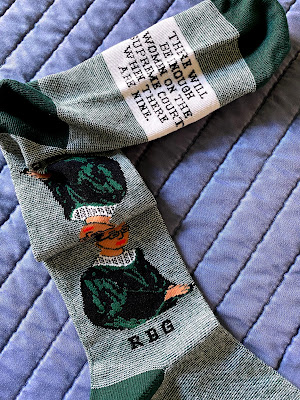 THERE WILL
BE ENOUGH
WOMEN ON THE
SUPREME COURT
WHEN THERE
ARE NINE.
RBG